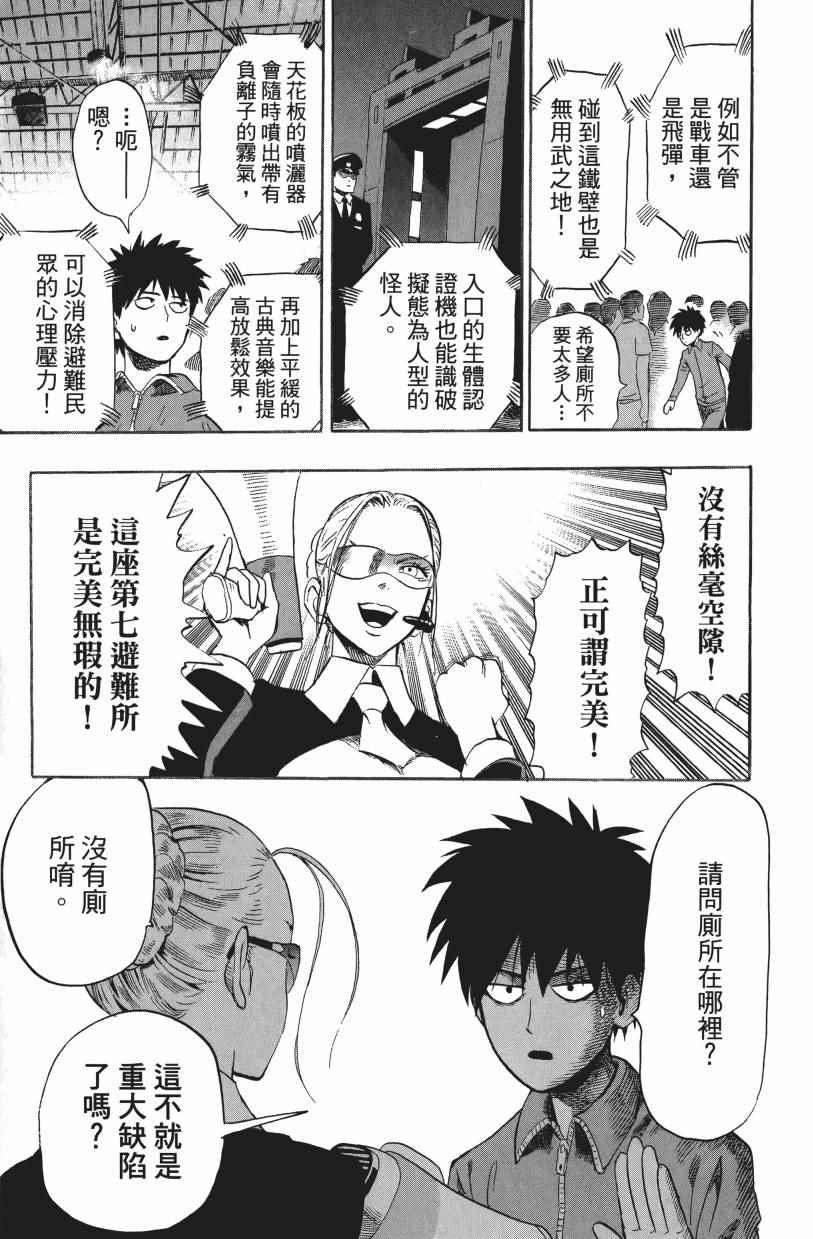 例如不管
是戰車還
是飛彈，
碰到這鐵壁也是
無用武之地！
希望廁所不
要太多人…
入口的生體認
證機也能識破
擬態為人型的
怪人。
天花板的噴灑器
會隨時噴出帶有
負離子的霧氣，
…呃——
嗯？
再加上平緩的
古典音樂能提
高放鬆效果，
可以消除避難民
眾的心理壓力！
沒有絲毫空隙！
正可謂完美！
這座第七避難所
是完美無瑕的！
請問廁所在哪裡？
沒有廁
所唷。
這不就是
重大缺陷
了嗎？